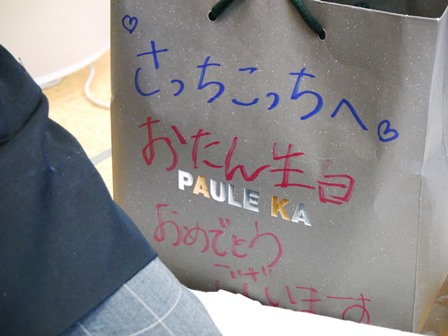 ♡さっちこっちへ♡
おたん生日
PAULE KA
おめでとう
ございます